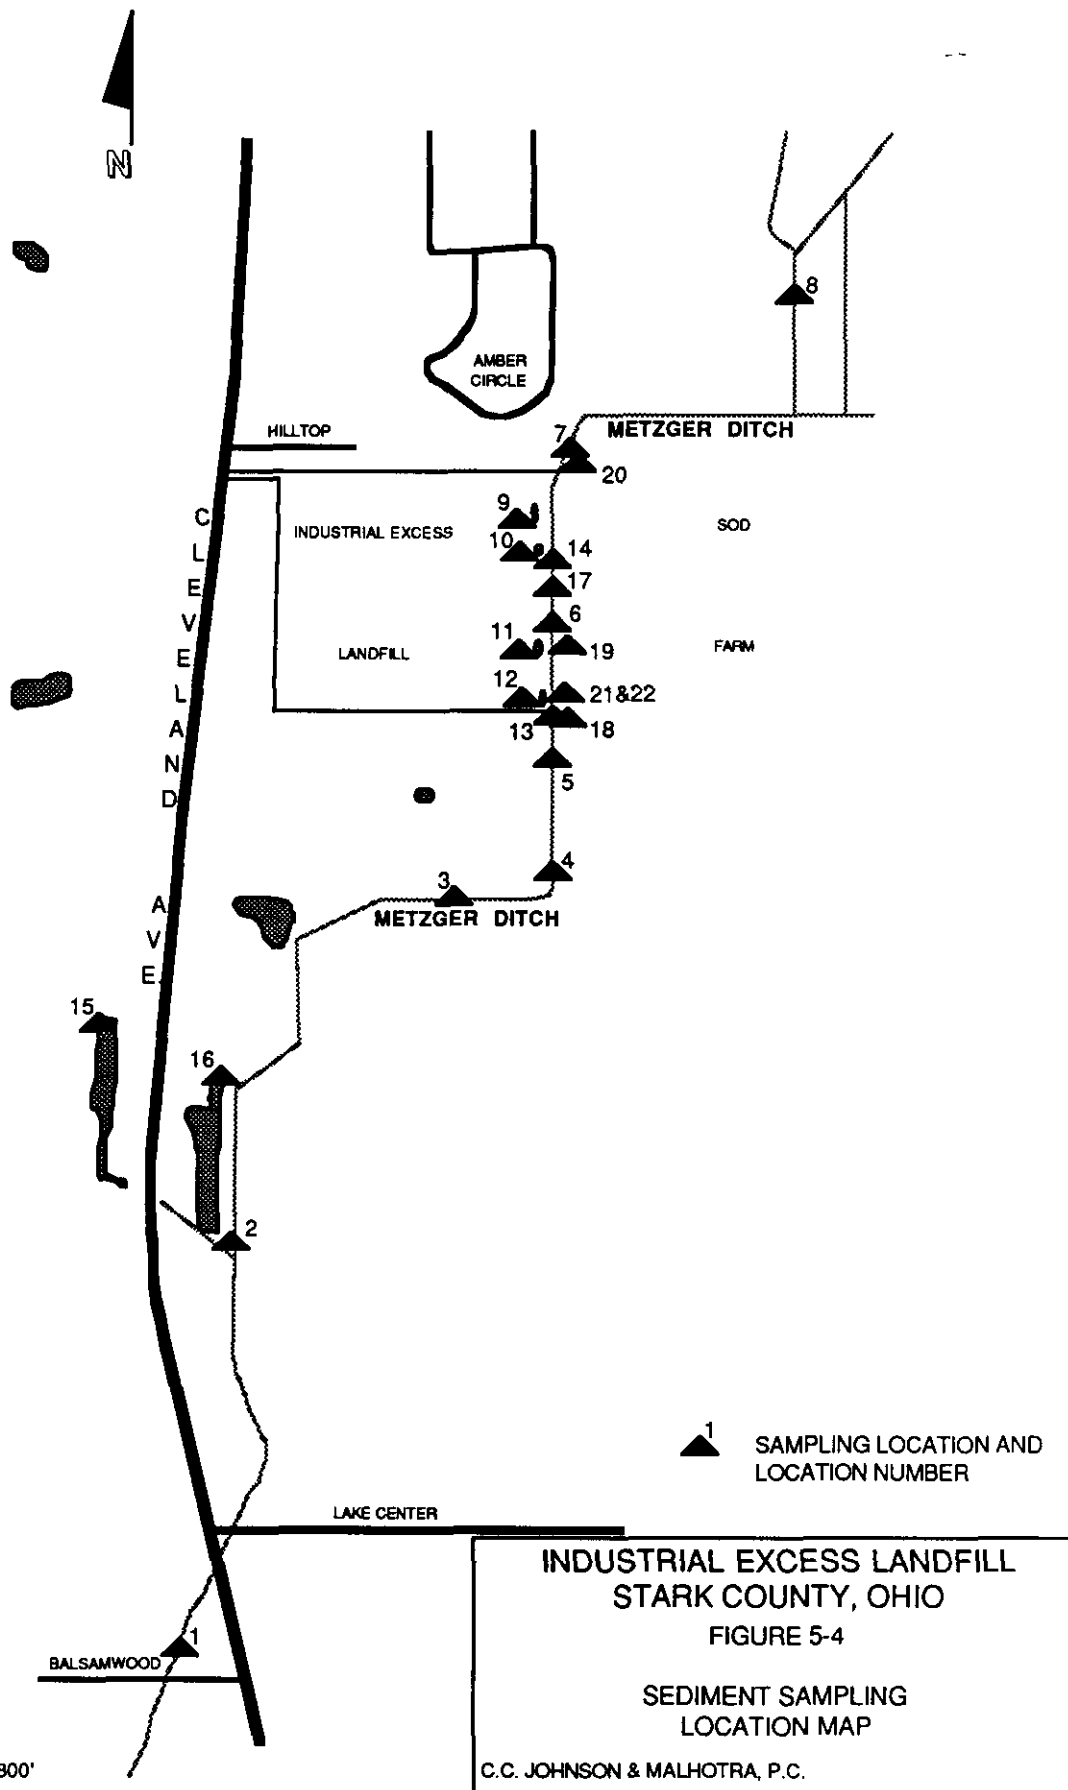 N
8
AMBER
CIRCLE
HILLTOP
METZGER DITCH
7
20
CLEVELAND AVE.
9
INDUSTRIAL EXCESS
SOD
10
14
17
6
11
19
LANDFILL
FARM
12
21&22
13
18
5
4
3
METZGER DITCH
15
16
2
1
SAMPLING LOCATION AND
LOCATION NUMBER
LAKE CENTER
INDUSTRIAL EXCESS LANDFILL
STARK COUNTY, OHIO
FIGURE 5-4
1
BALSAMWOOD
SEDIMENT SAMPLING
LOCATION MAP
C.C. JOHNSON & MALHOTRA, P.C.